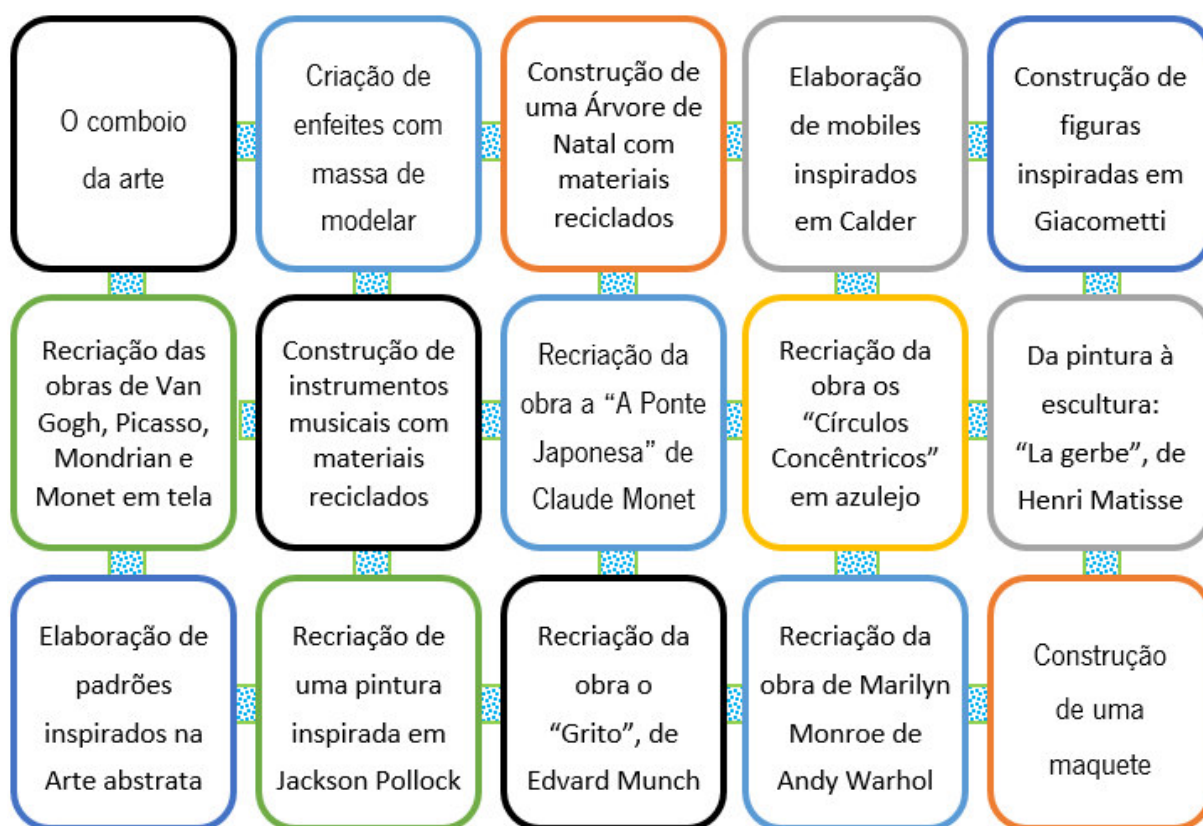 O comboio
da arte
Criação de
enfeites com
massa de
modelar
Construção de
uma Árvore de
Natal com
materiais
reciclados
Elaboração
de mobiles
inspirados
em Calder
Construção de
figuras
inspiradas em
Giacometti
Recriação das
obras de Van
Gogh, Picasso,
Mondrian e
Monet em tela
Construção de
instrumentos
musicais com
materiais
reciclados
Recriação da
obra a “A Ponte
Japonesa” de
Claude Monet
Recriação da
obra os
“Círculos
Concêntricos”
em azulejo
Da pintura à
escultura:
“La gerbe”, de
Henri Matisse
Elaboração de
padrões
inspirados na
Arte abstrata
Recriação de
uma pintura
inspirada em
Jackson Pollock
Recriação da
obra o
“Grito”, de
Edvard Munch
Recriação da
obra de Marilyn
Monroe de
Andy Warhol
Construção
de uma
maquete